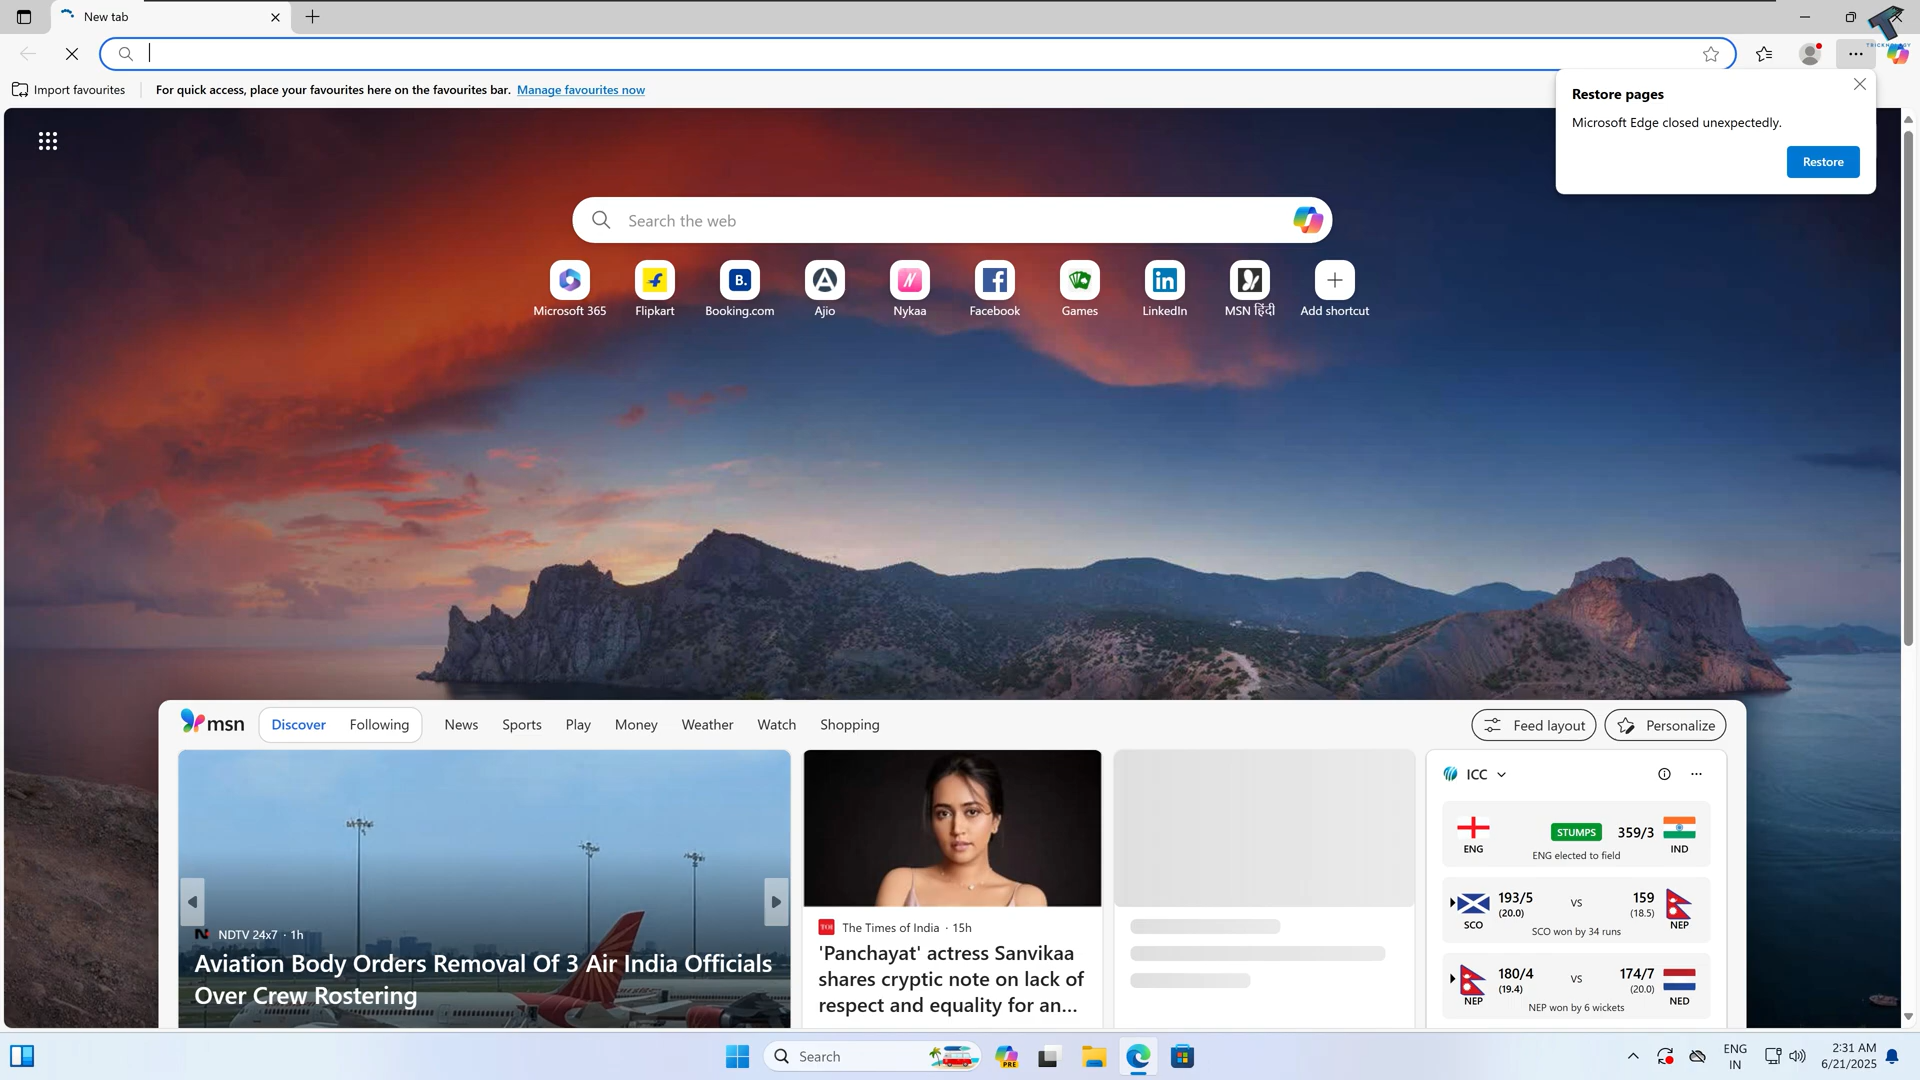 New tab
TRICKNOLOGY
Import favourites
For quick access, place your favourites here on the favourites bar. Manage favourites now
Restore pages
Microsoft Edge closed unexpectedly.
Restore
Search the web
Microsoft 365
Flipkart
B.
Booking.com
Ajio
Nykaa
Facebook
Games
LinkedIn
MSN हिंदी
Add shortcut
msn
Discover
Following
News
Sports
Play
Money
Weather
Watch
Shopping
Feed layout
Personalize
NDTV 24x7 · 1h
Aviation Body Orders Removal Of 3 Air India Officials
Over Crew Rostering
The Times of India · 15h
'Panchayat' actress Sanvikaa
shares cryptic note on lack of
respect and equality for an...
ICC
ENG
STUMPS
359/3
IND
ENG elected to field
193/5
(20.0)
SCO
VS
159
(18.5)
NEP
SCO won by 34 runs
180/4
(19.4)
NEP
VS
174/7
(20.0)
NED
NEP won by 6 wickets
Search
PRE
ENG
IN
2:31 AM
6/21/2025